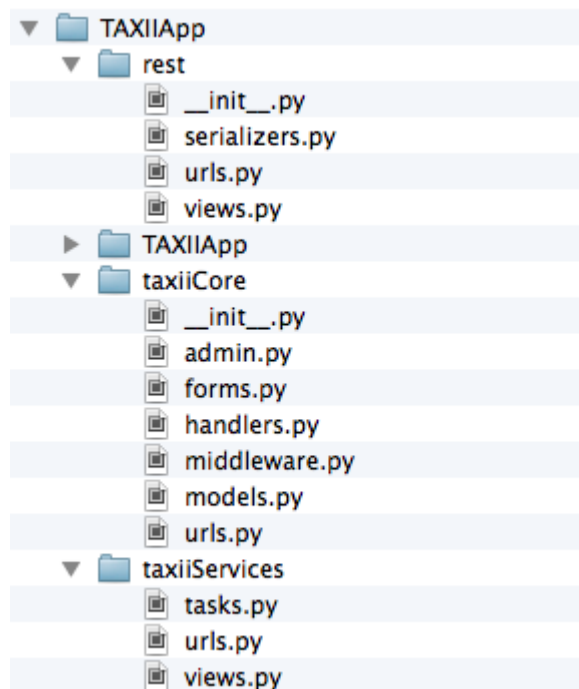 TAXIIApp
rest
__init__.py
serializers.py
urls.py
views.py
TAXIIApp
taxiiCore
__init__.py
admin.py
forms.py
handlers.py
middleware.py
models.py
urls.py
taxiiServices
tasks.py
urls.py
views.py